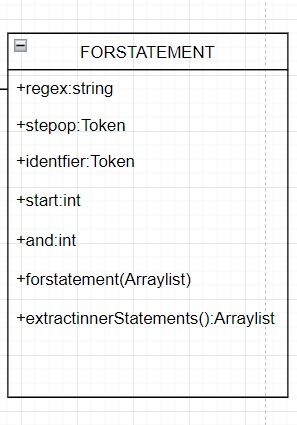 FORSTATEMENT
+regex:string
+stepop:Token
+identfier:Token
+start:int
+and:int
+forstatement(Arraylist)
+extractinnerStatements():Arraylist